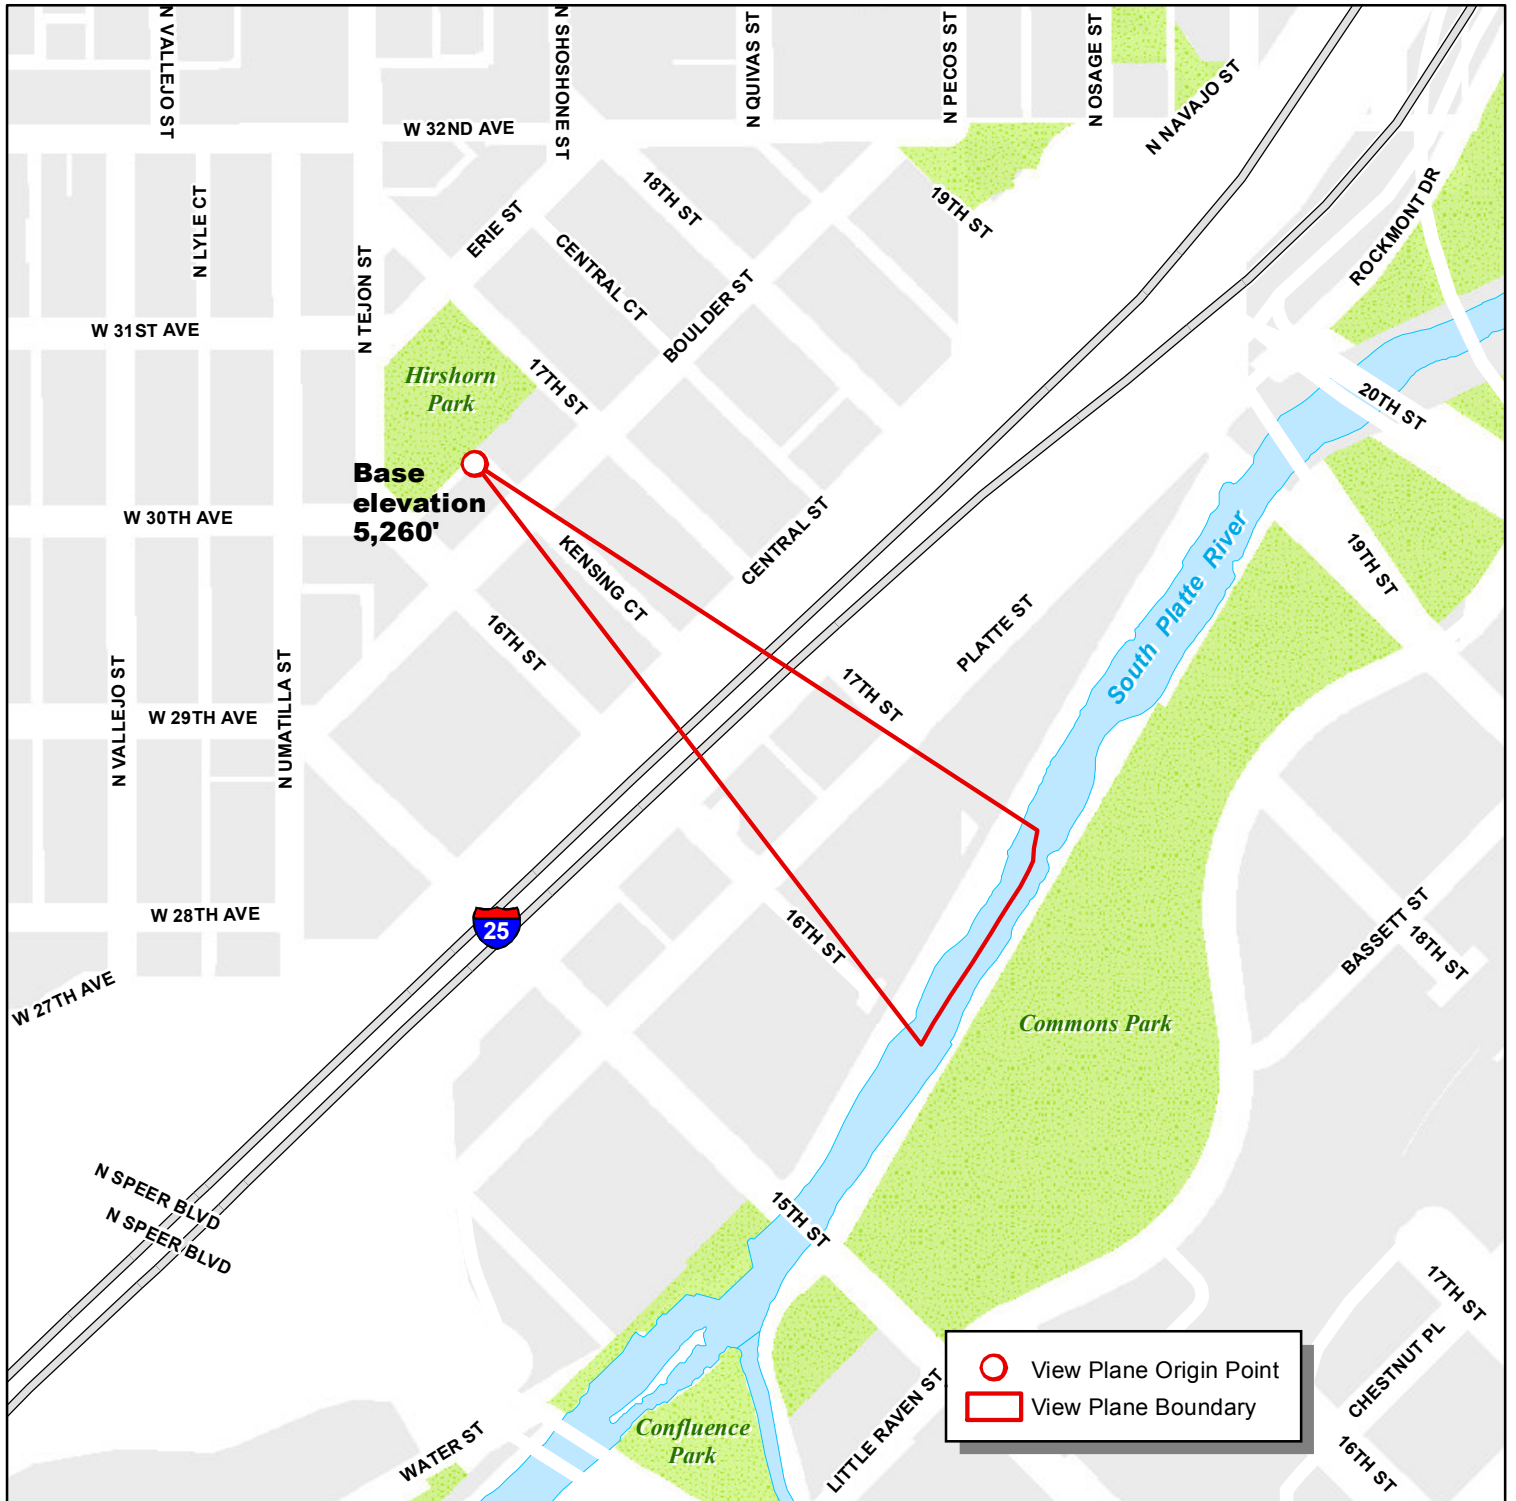 N VALLEJO ST
N SHOSHONE ST
N QUIVAS ST
N PECOS ST
N OSAGE ST
N NAVAJO ST
W 32ND AVE
18TH ST
19TH ST
ROCKMONT DR
N LYLE CT
ERIE ST
CENTRAL CT
N TEJON ST
BOULDER ST
W 31ST AVE
Hirshorn
Park
17TH ST
20TH ST
Base
elevation
5,260'
W 30TH AVE
KENSING CT
CENTRAL ST
South Platte River
19TH ST
16TH ST
PLATTE ST
N VALLEJO ST
N UMATILLA ST
W 29TH AVE
17TH ST
W 28TH AVE
25
16TH ST
BASSETT ST
18TH ST
W 27TH AVE
Commons Park
N SPEER BLVD
N SPEER BLVD
15TH ST
17TH ST
CHESTNUT PL
View Plane Origin Point
View Plane Boundary
LITTLE RAVEN ST
Confluence
Park
WATER ST
16TH ST